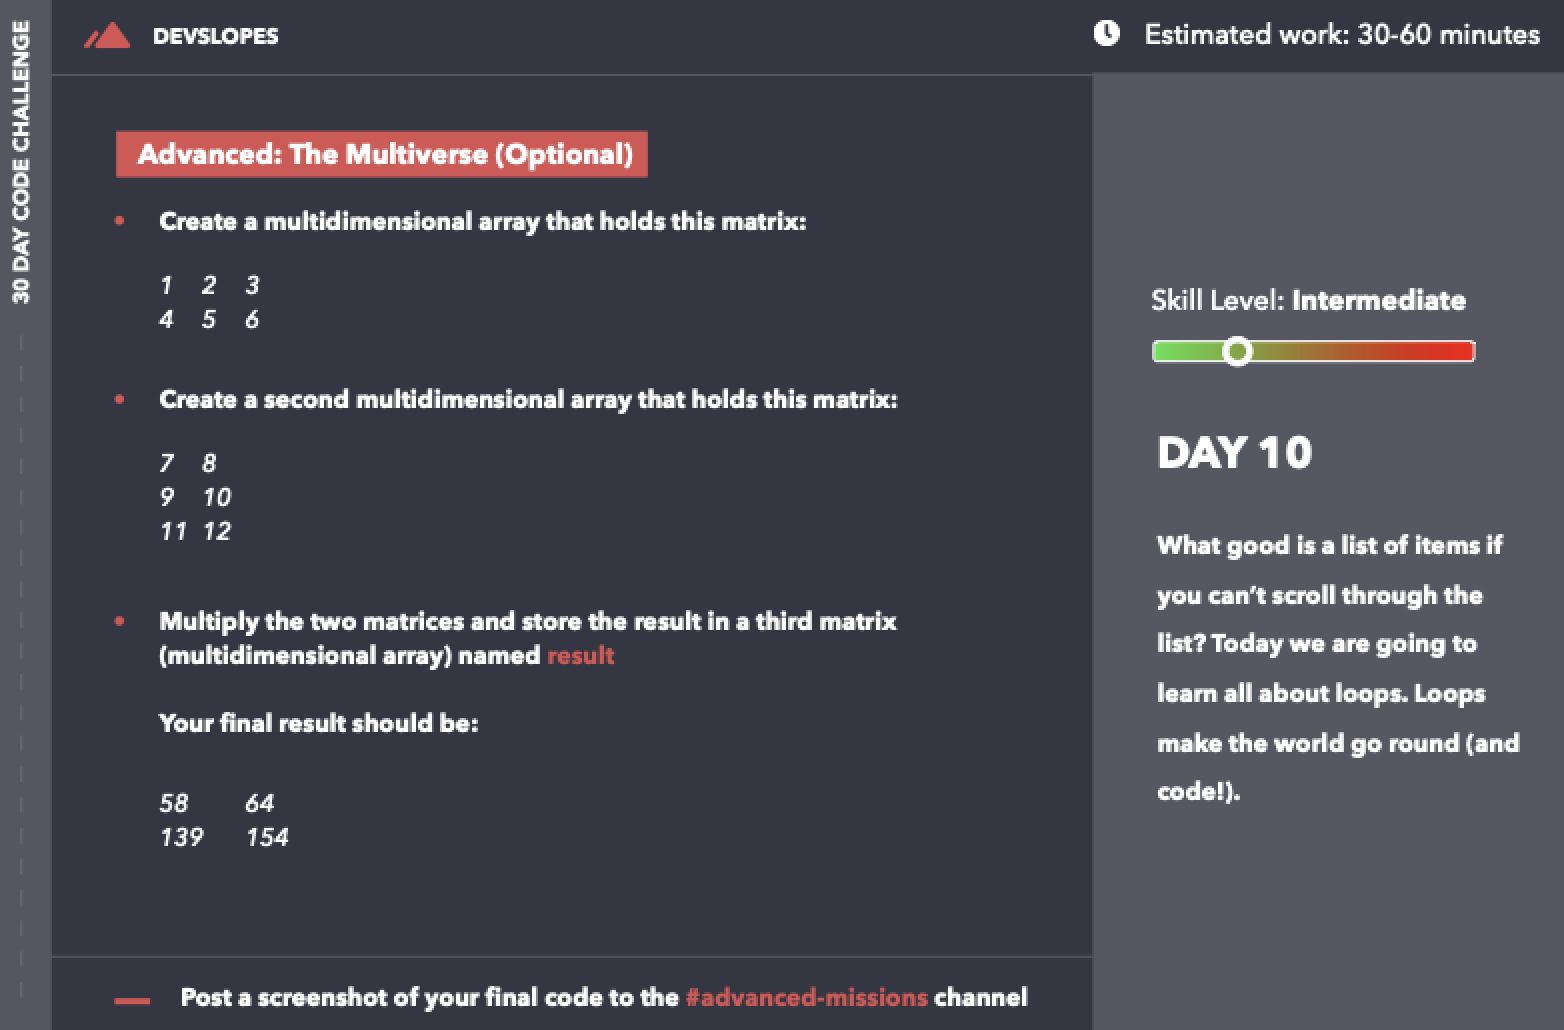 30 DAY CODE CHALLENGE
DEVSLOPES
Estimated work: 30-60 minutes
Advanced: The Multiverse (Optional)
• Create a multidimensional array that holds this matrix:
1 2 3
4 5 6
• Create a second multidimensional array that holds this matrix:
7 8
9 10
11 12
• Multiply the two matrices and store the result in a third matrix
(multidimensional array) named result
Your final result should be:
58 64
139 154
Post a screenshot of your final code to the #advanced-missions channel
Skill Level: Intermediate
DAY 10
What good is a list of items if
you can't scroll through the
list? Today we are going to
learn all about loops. Loops
make the world go round (and
code!).